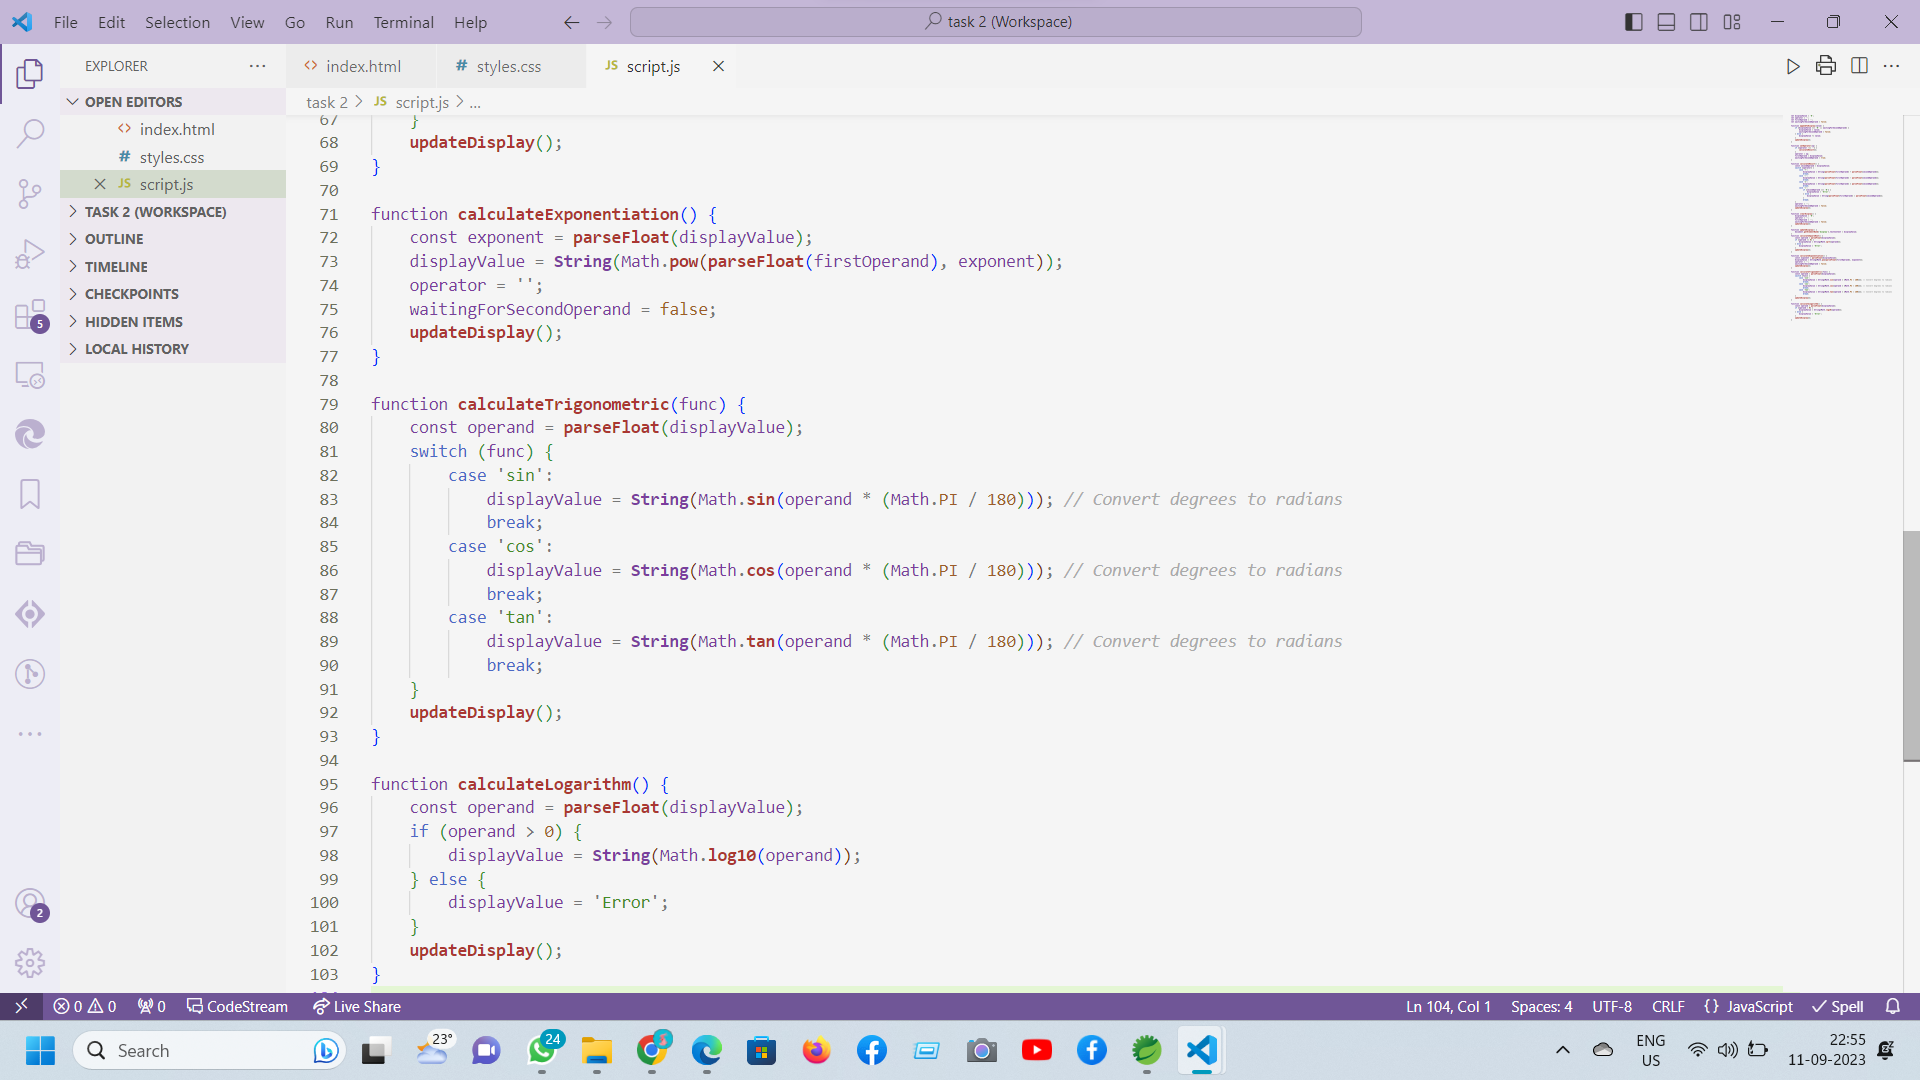 File Edit Selection View Go Run Terminal Help
task 2 (Workspace)
EXPLORER
index.html
# styles.css
JS script.js
OPEN EDITORS
index.html
# styles.css
JS script.js
TASK 2 (WORKSPACE)
OUTLINE
TIMELINE
CHECKPOINTS
HIDDEN ITEMS
LOCAL HISTORY
5
2
task 2 > JS script.js > ...
67 }
68 updateDisplay();
69 }
70
71 function calculateExponentiation() {
72 const exponent = parseFloat(displayValue);
73 displayValue = String(Math.pow(parseFloat(firstOperand), exponent));
74 operator = '';
75 waitingForSecondOperand = false;
76 updateDisplay();
77 }
78
79 function calculateTrigonometric(func) {
80 const operand = parseFloat(displayValue);
81 switch (func) {
82 case 'sin':
83 displayValue = String(Math.sin(operand * (Math.PI / 180))); // Convert degrees to radians
84 break;
85 case 'cos':
86 displayValue = String(Math.cos(operand * (Math.PI / 180))); // Convert degrees to radians
87 break;
88 case 'tan':
89 displayValue = String(Math.tan(operand * (Math.PI / 180))); // Convert degrees to radians
90 break;
91 }
92 updateDisplay();
93 }
94
95 function calculateLogarithm() {
96 const operand = parseFloat(displayValue);
97 if (operand > 0) {
98 displayValue = String(Math.log10(operand));
99 } else {
100 displayValue = 'Error';
101 }
102 updateDisplay();
103 }
0 0 0 CodeStream Live Share
Ln 104, Col 1 Spaces: 4 UTF-8 CRLF {} JavaScript Spell
Search
23°
24
5
ENG
US
22:55
11-09-2023